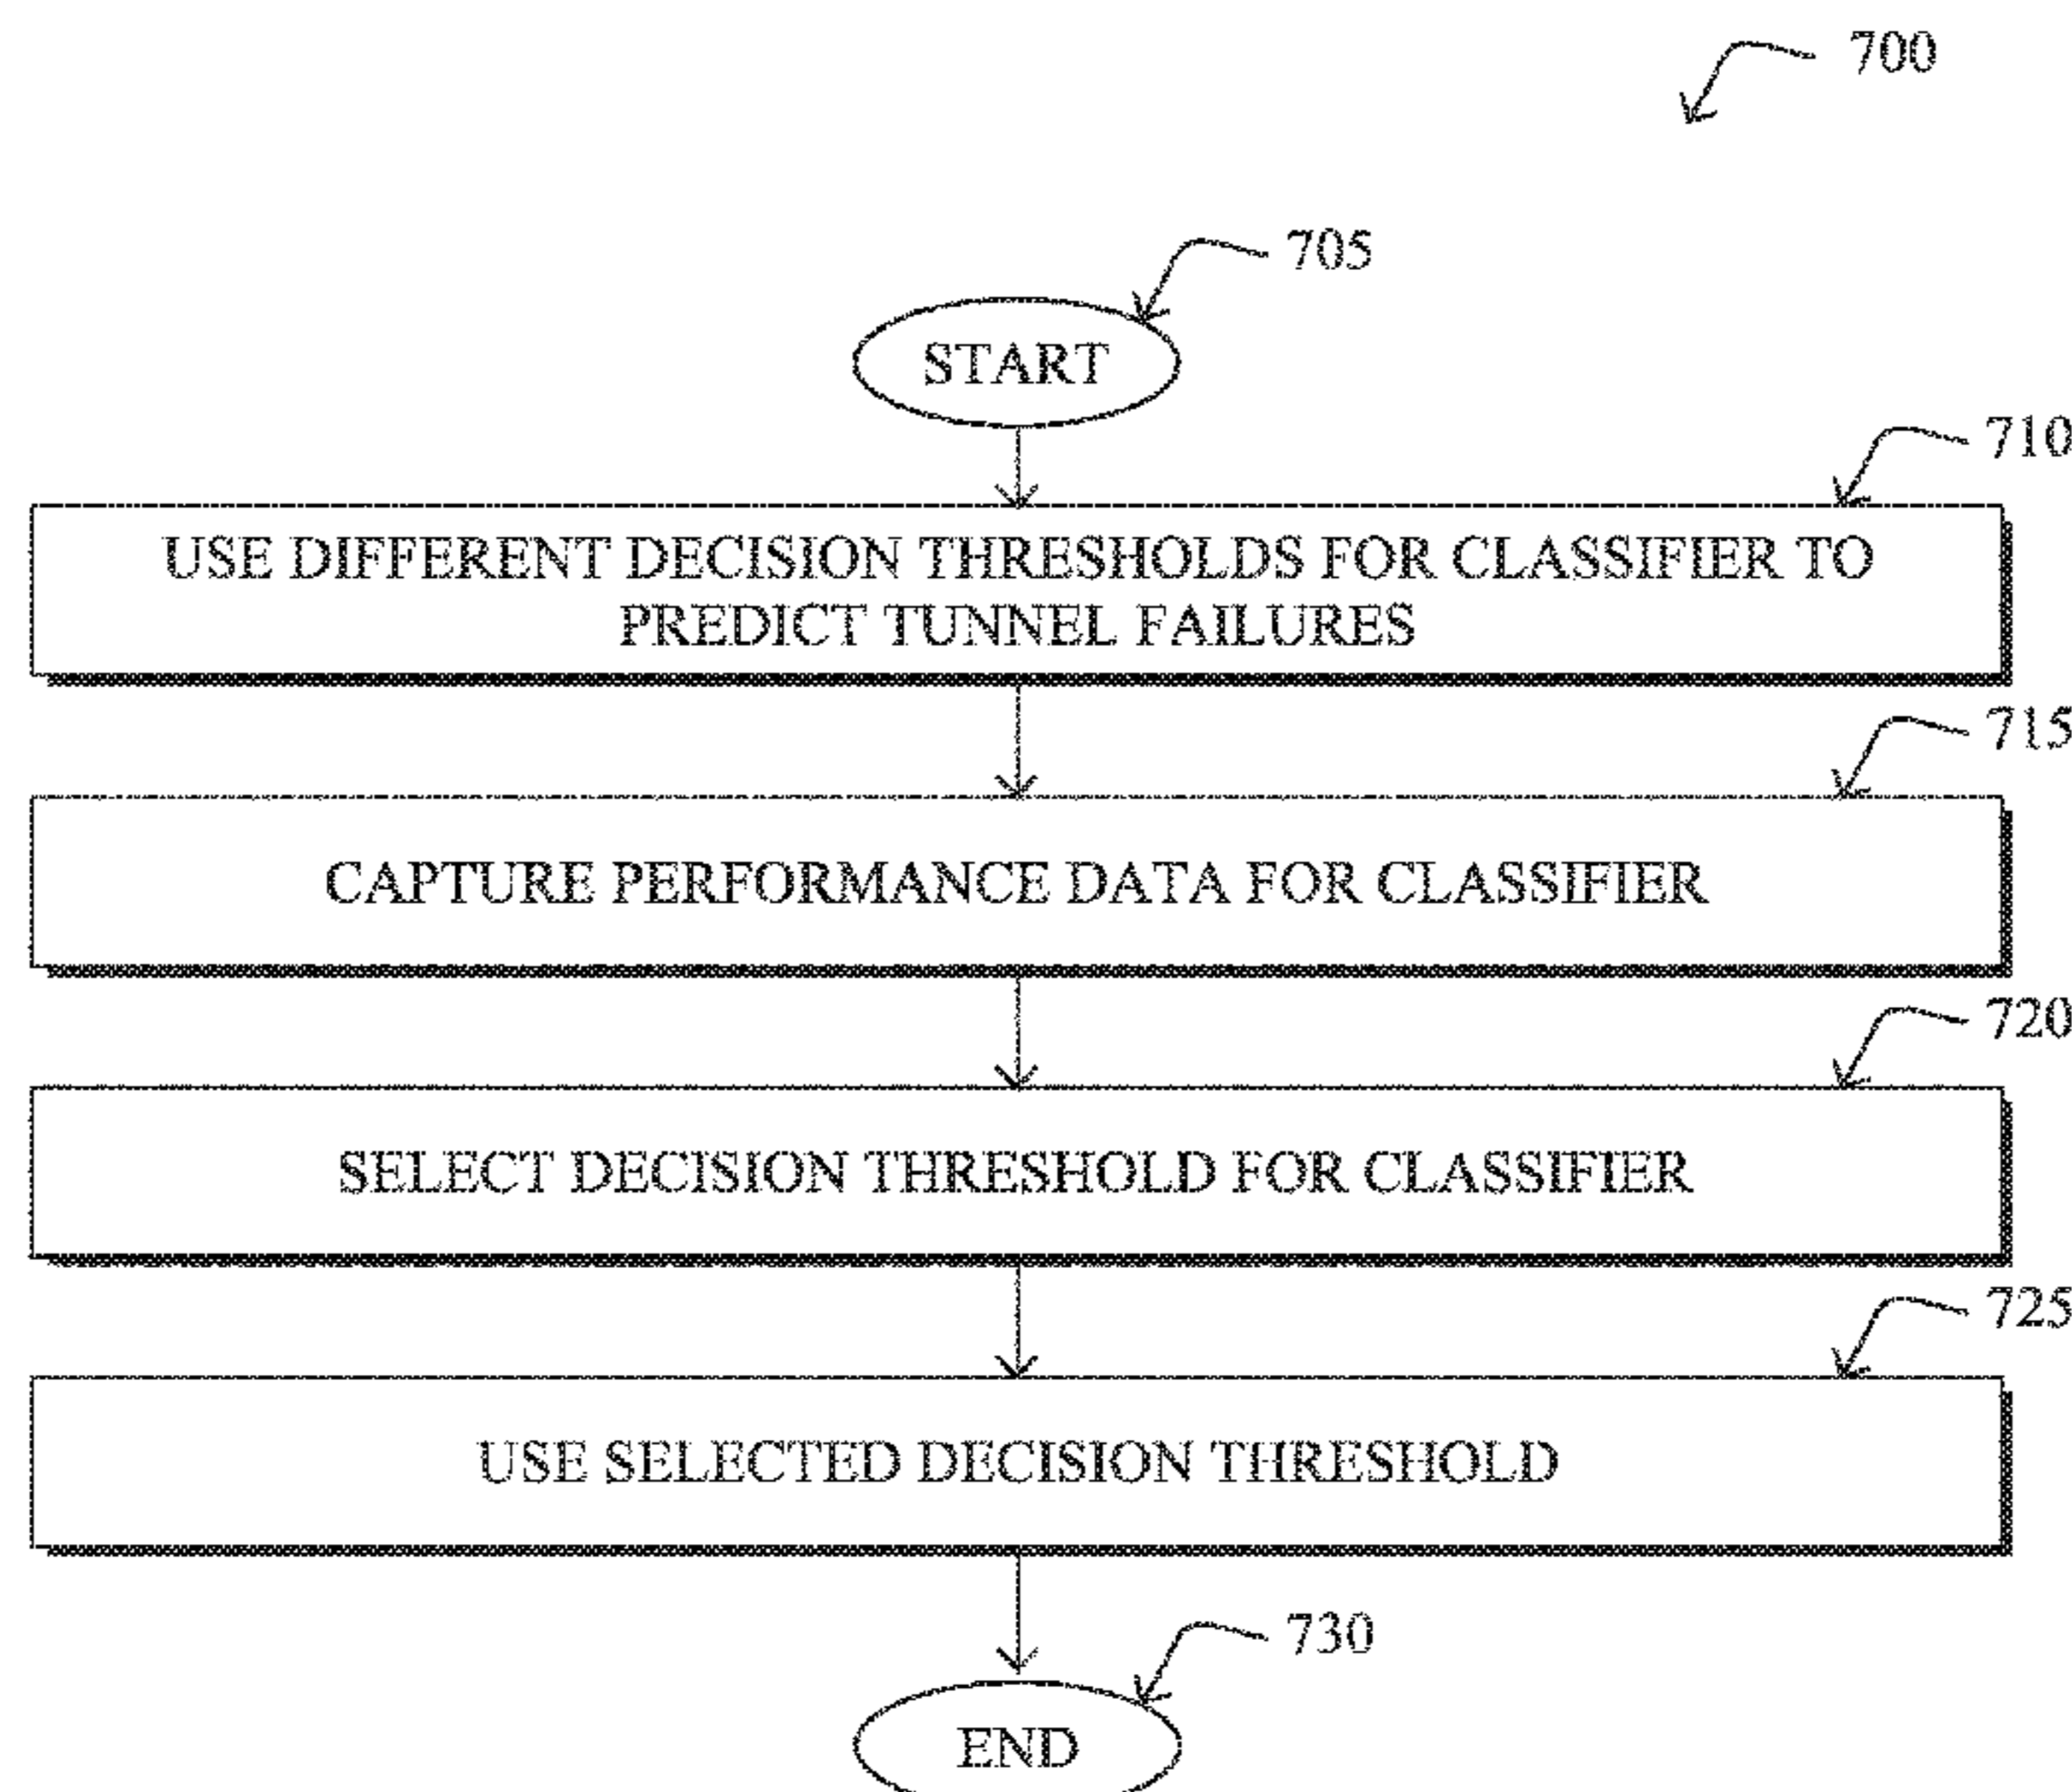 700
705
START
710
USE DIFFERENT DECISION THRESHOLDS FOR CLASSIFIER TO
PREDICT TUNNEL FAILURES
715
CAPTURE PERFORMANCE DATA FOR CLASSIFIER
720
SELECT DECISION THRESHOLD FOR CLASSIFIER
725
USE SELECTED DECISION THRESHOLD
730
END